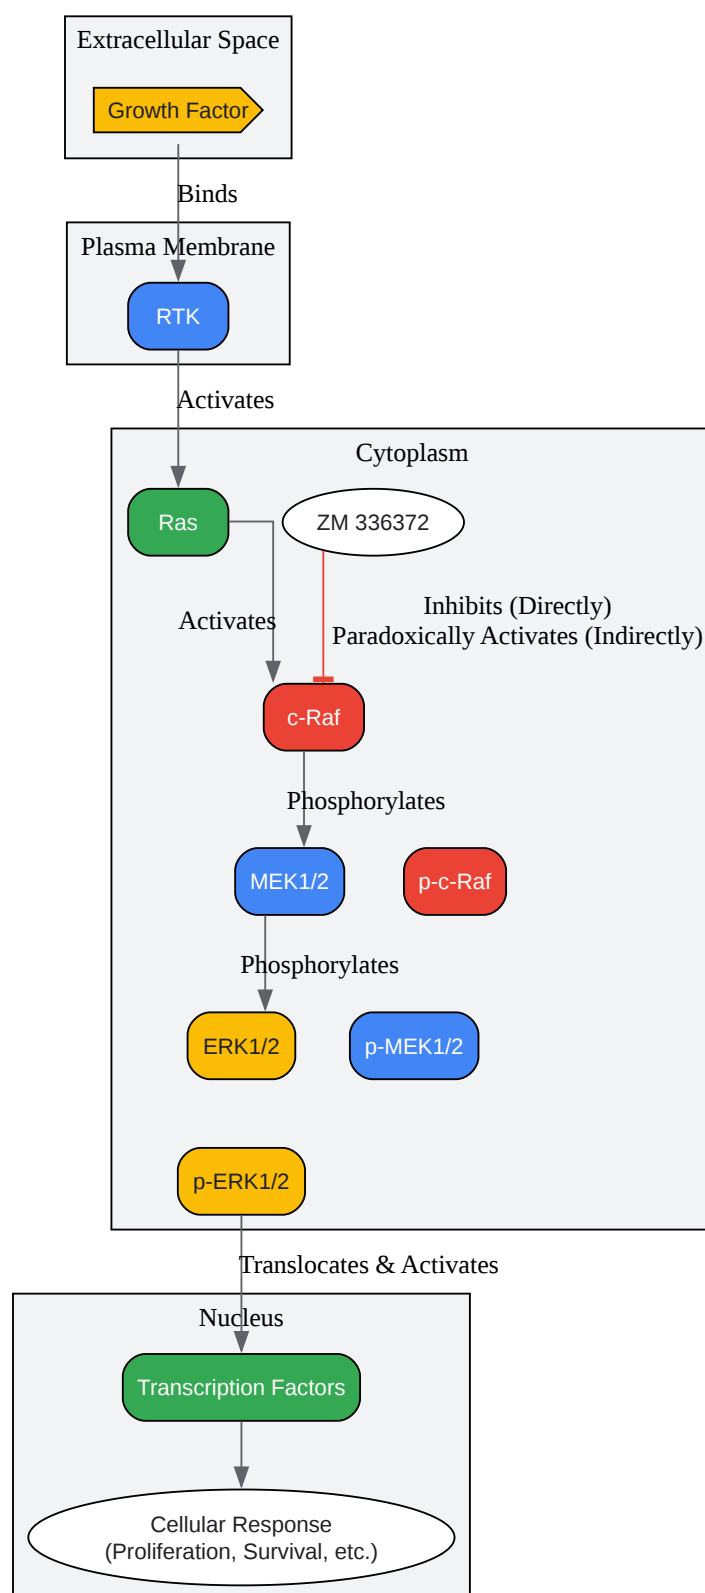 Extracellular Space
Growth Factor
Binds
Plasma Membrane
RTK
Activates
Cytoplasm
Ras
ZM 336372
Activates
Inhibits (Directly)
Paradoxically Activates (Indirectly)
c-Raf
Phosphorylates
MEK1/2
p-c-Raf
Phosphorylates
ERK1/2
p-MEK1/2
p-ERK1/2
Translocates & Activates
Nucleus
Transcription Factors
Cellular Response
(Proliferation, Survival, etc.)